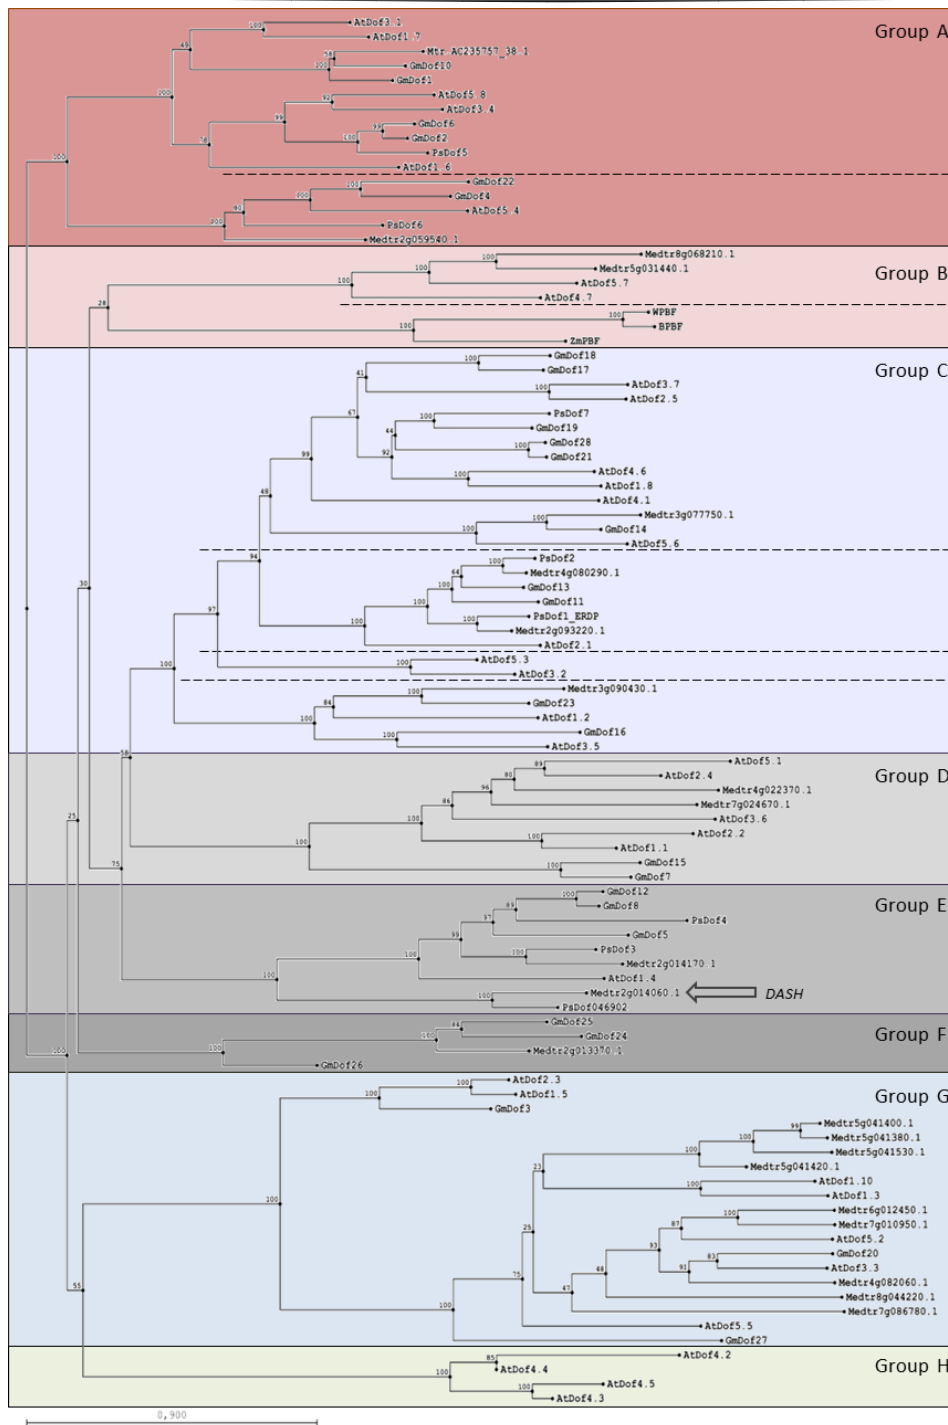 Group A
AtDof3.1
AtDof1.7
Mtr_AC235757_38.1
GmDof10
GmDof1
AtDof5.8
AtDof3.4
GmDof6
GmDof2
PsDof5
AtDof1.6
GmDof22
GmDof4
AtDof5.4
PsDof6
Medtr2g059540.1
Group B
Medtr8g068210.1
Medtr5g031440.1
AtDof5.7
AtDof4.7
WPBF
BPBF
ZmPBF
Group C
GmDof18
GmDof17
AtDof3.7
AtDof2.5
PsDof7
GmDof19
GmDof28
GmDof21
AtDof4.6
AtDof1.8
AtDof4.1
Medtr3g077750.1
GmDof14
AtDof5.6
PsDof2
Medtr4g080290.1
GmDof13
GmDof11
PsDof1_ERDP
Medtr2g093220.1
AtDof2.1
AtDof5.3
AtDof3.2
Medtr3g090430.1
GmDof23
AtDof1.2
GmDof16
AtDof3.5
Group D
AtDof5.1
AtDof2.4
Medtr4g022370.1
Medtr7g024670.1
AtDof3.6
AtDof2.2
AtDof1.1
GmDof15
GmDof7
Group E
GmDof12
GmDof8
PsDof4
GmDof5
PsDof3
Medtr2g014170.1
AtDof1.4
Medtr2g014060.1 DASH
PsDof046902
Group F
GmDof25
GmDof24
Medtr2g013370.1
GmDof26
Group G
AtDof2.3
AtDof1.5
GmDof3
Medtr5g041400.1
Medtr5g041380.1
Medtr5g041530.1
Medtr5g041420.1
AtDof1.10
AtDof1.3
Medtr6g012450.1
Medtr7g010950.1
AtDof5.2
GmDof20
AtDof3.3
Medtr4g082060.1
Medtr8g044220.1
Medtr7g086780.1
AtDof5.5
GmDof27
Group H
AtDof4.2
AtDof4.4
AtDof4.5
AtDof4.3
0,900